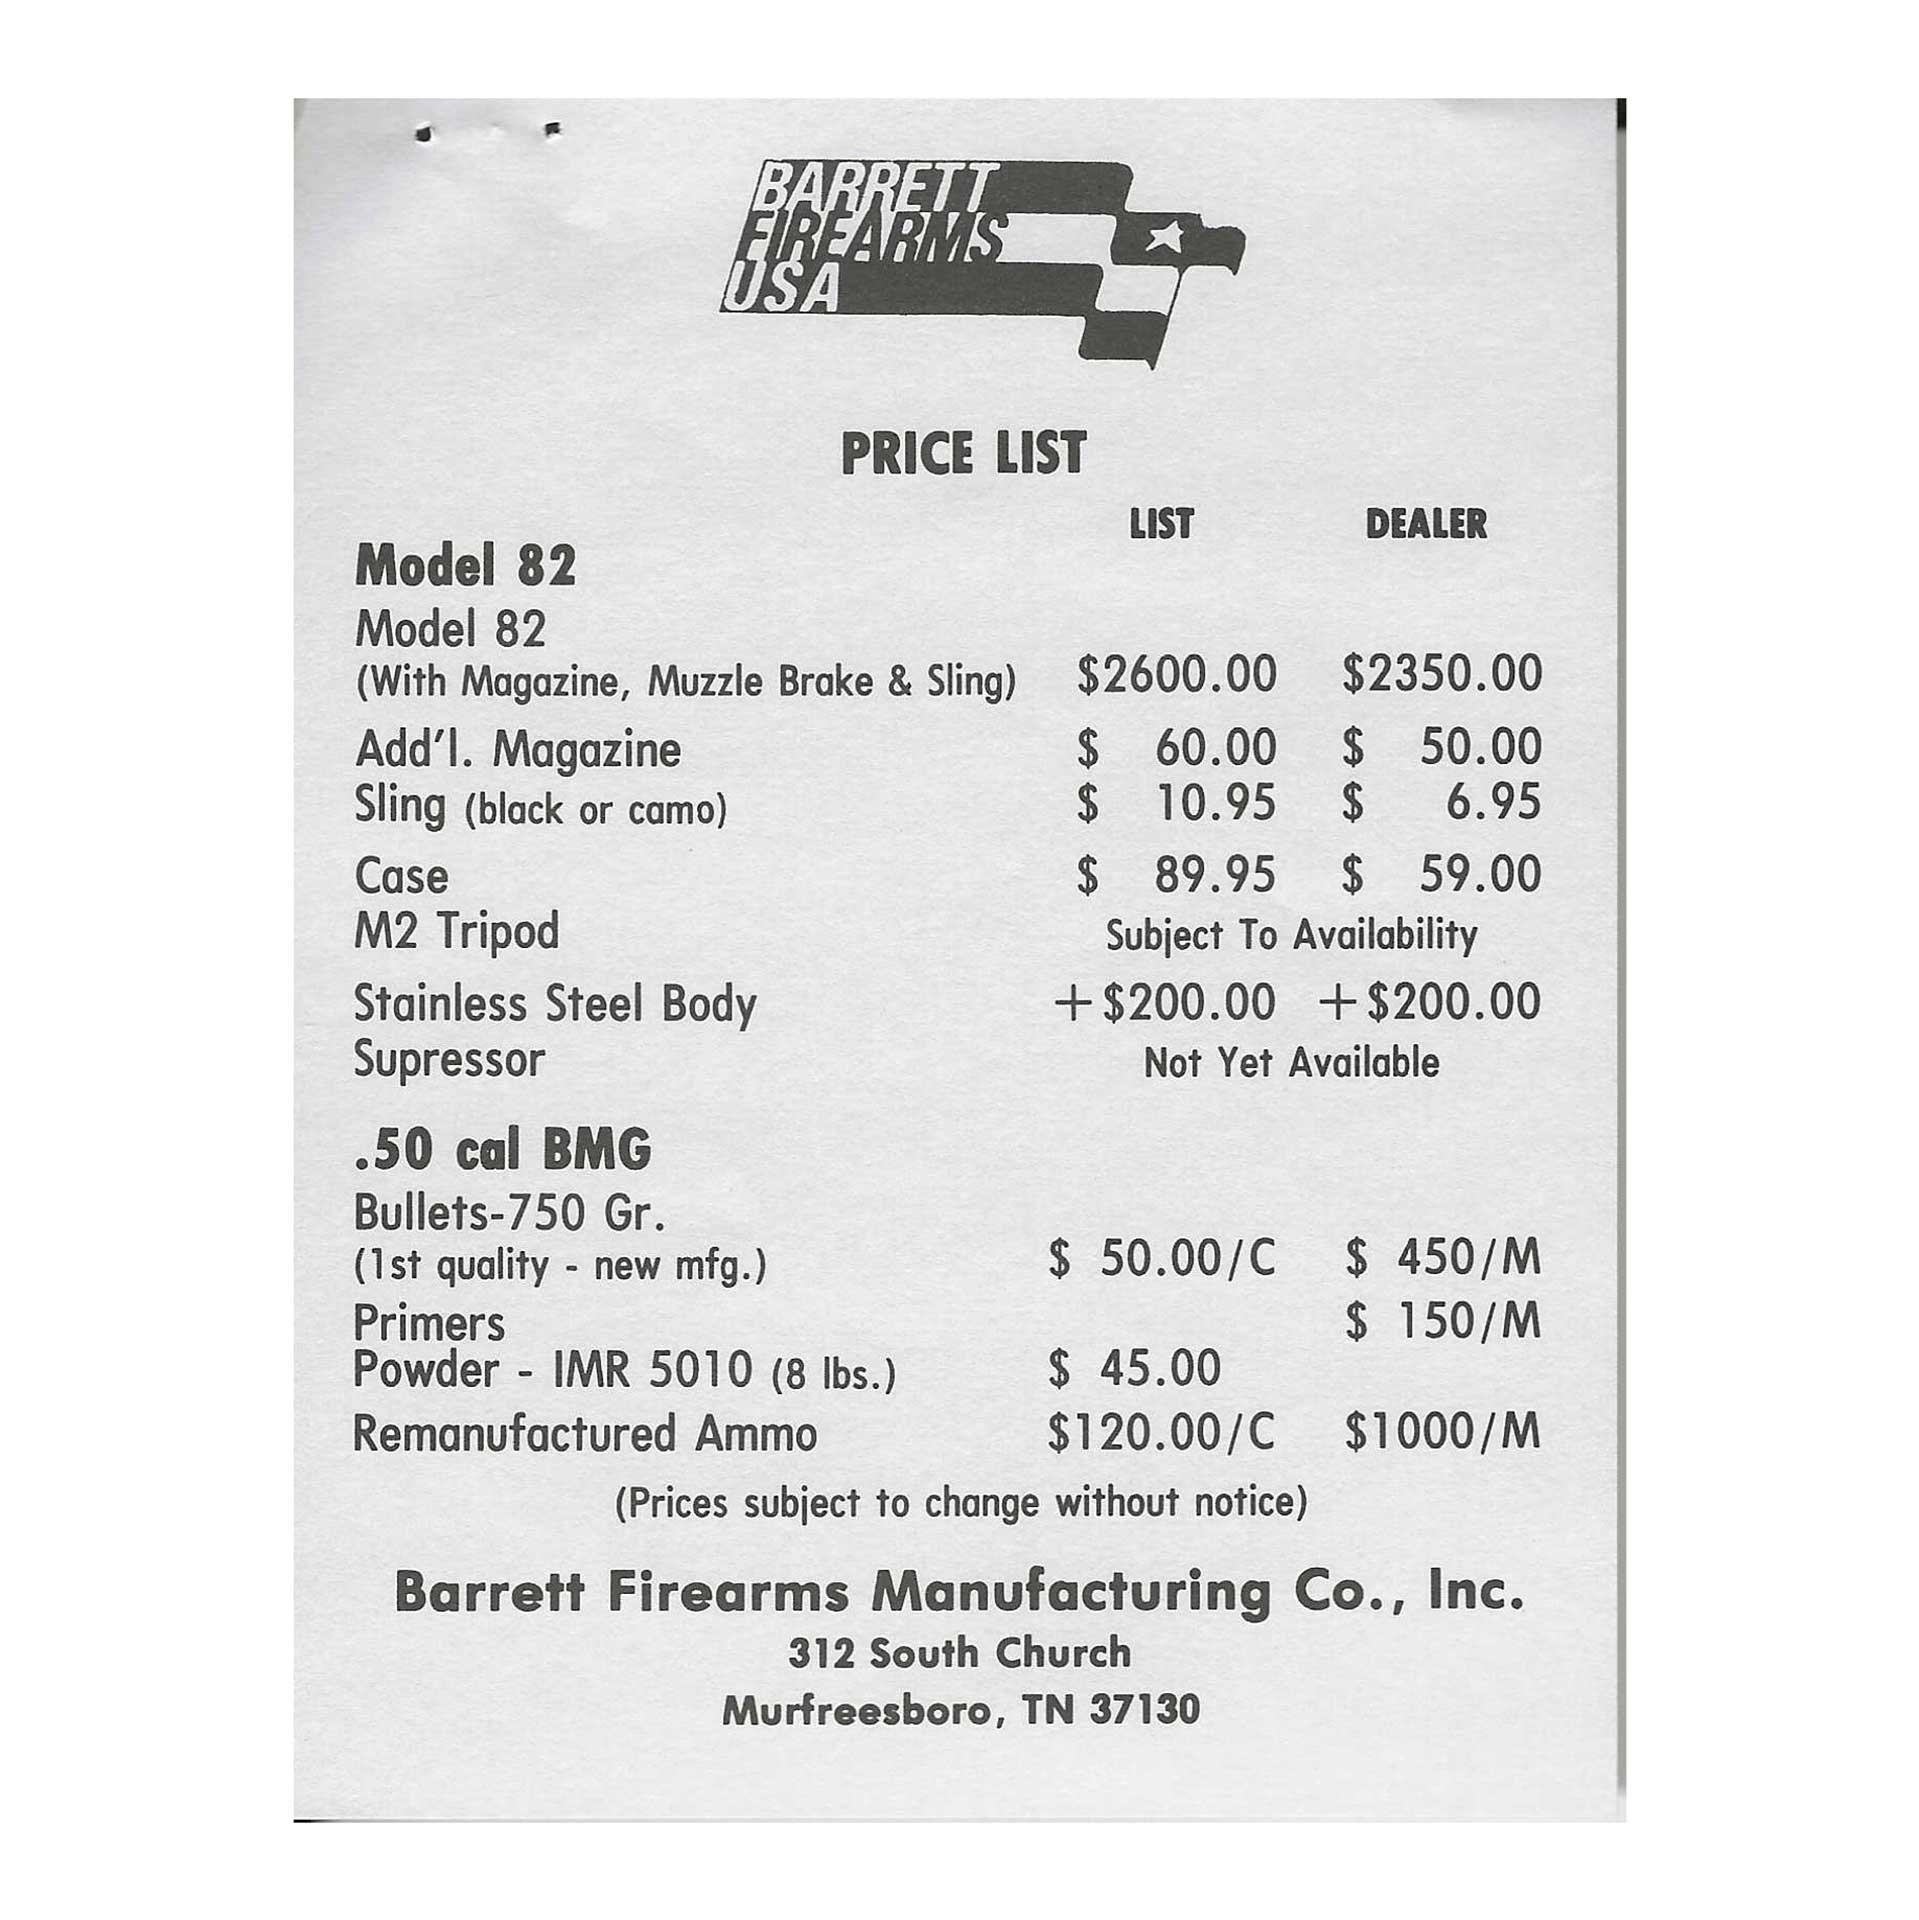 BARRETT
FIREARMS
USA
PRICE LIST
LIST DEALER
Model 82
Model 82
(With Magazine, Muzzle Brake & Sling) $2600.00 $2350.00
Add'l. Magazine $ 60.00 $ 50.00
Sling (black or camo) $ 10.95 $ 6.95
Case $ 89.95 $ 59.00
M2 Tripod Subject To Availability
Stainless Steel Body +$200.00 +$200.00
Supressor Not Yet Available
.50 cal BMG
Bullets-750 Gr.
(1st quality - new mfg.) $ 50.00/C $ 450/M
Primers $ 150/M
Powder - IMR 5010 (8 lbs.) $ 45.00
Remanufactured Ammo $120.00/C $1000/M
(Prices subject to change without notice)
Barrett Firearms Manufacturing Co., Inc.
312 South Church
Murfreesboro, TN 37130